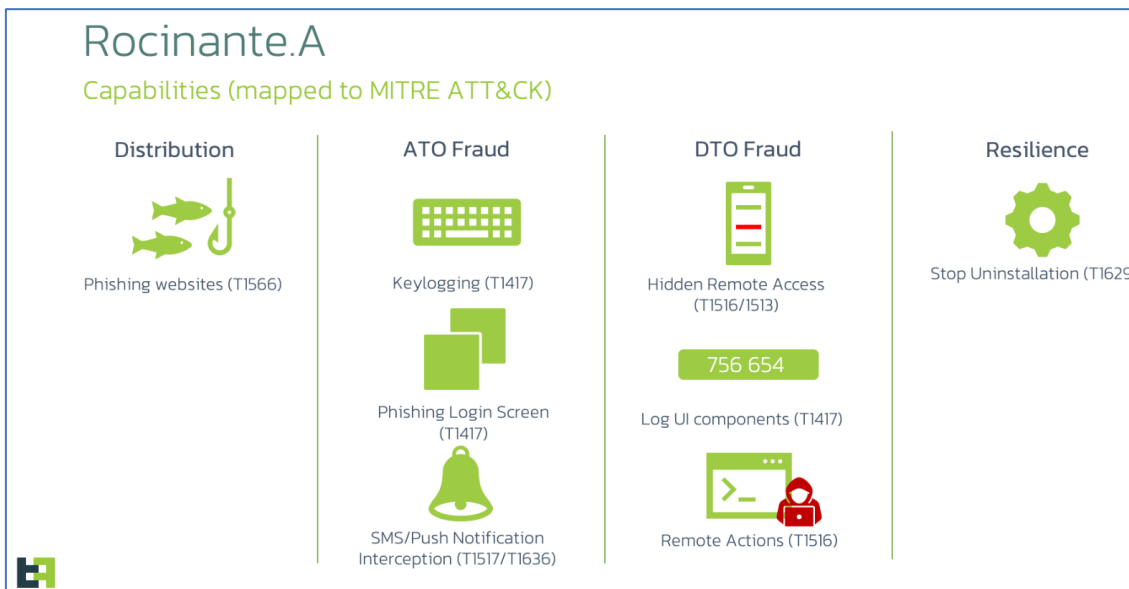 Rocinante.A
Capabilities (mapped to MITRE ATT&CK)
Distribution
Phishing websites (T1566)
ATO Fraud
Keylogging (T1417)
Phishing Login Screen
(T1417)
SMS/Push Notification
Interception (T1517/T1636)
DTO Fraud
Hidden Remote Access
(T1516/1513)
756 654
Log UI components (T1417)
Remote Actions (T1516)
Resilience
Stop Uninstallation (T1629